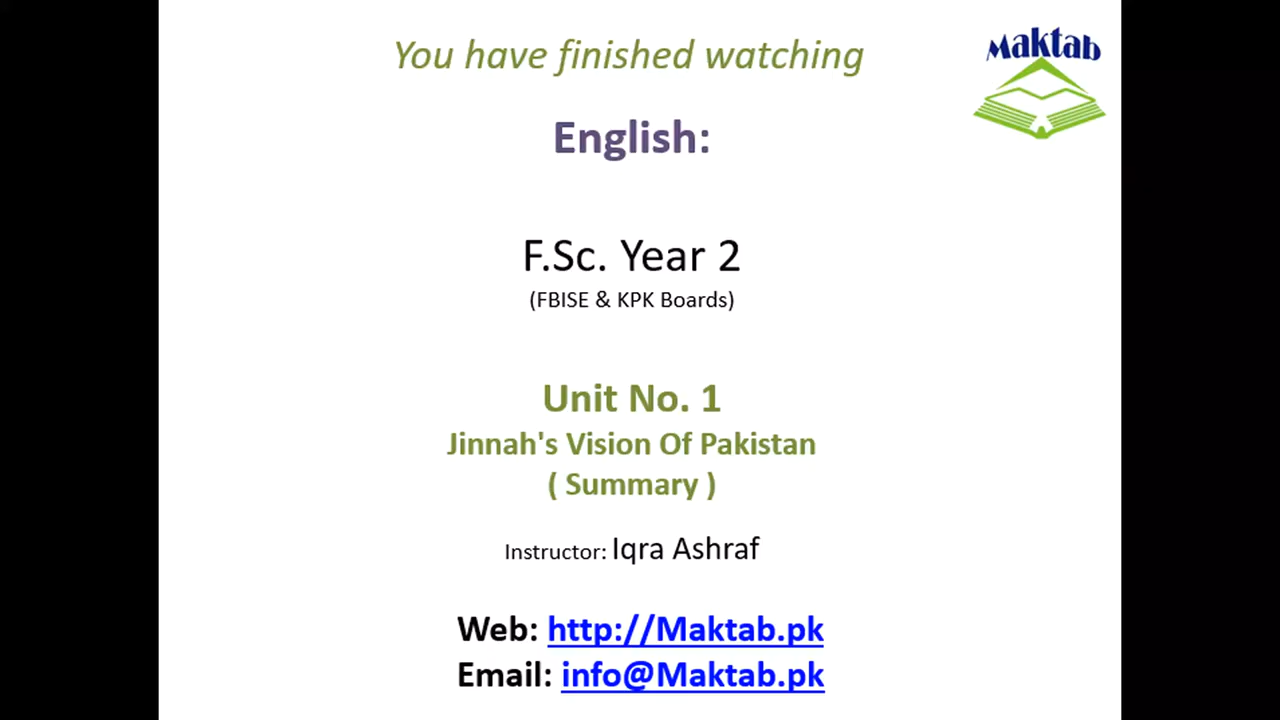 You have finished watching
Maktab
English:
F.Sc. Year 2
(FBISE & KPK Boards)
Unit No. 1
Jinnah's Vision Of Pakistan
( Summary )
Instructor: Iqra Ashraf
Web: http://Maktab.pk
Email: info@Maktab.pk